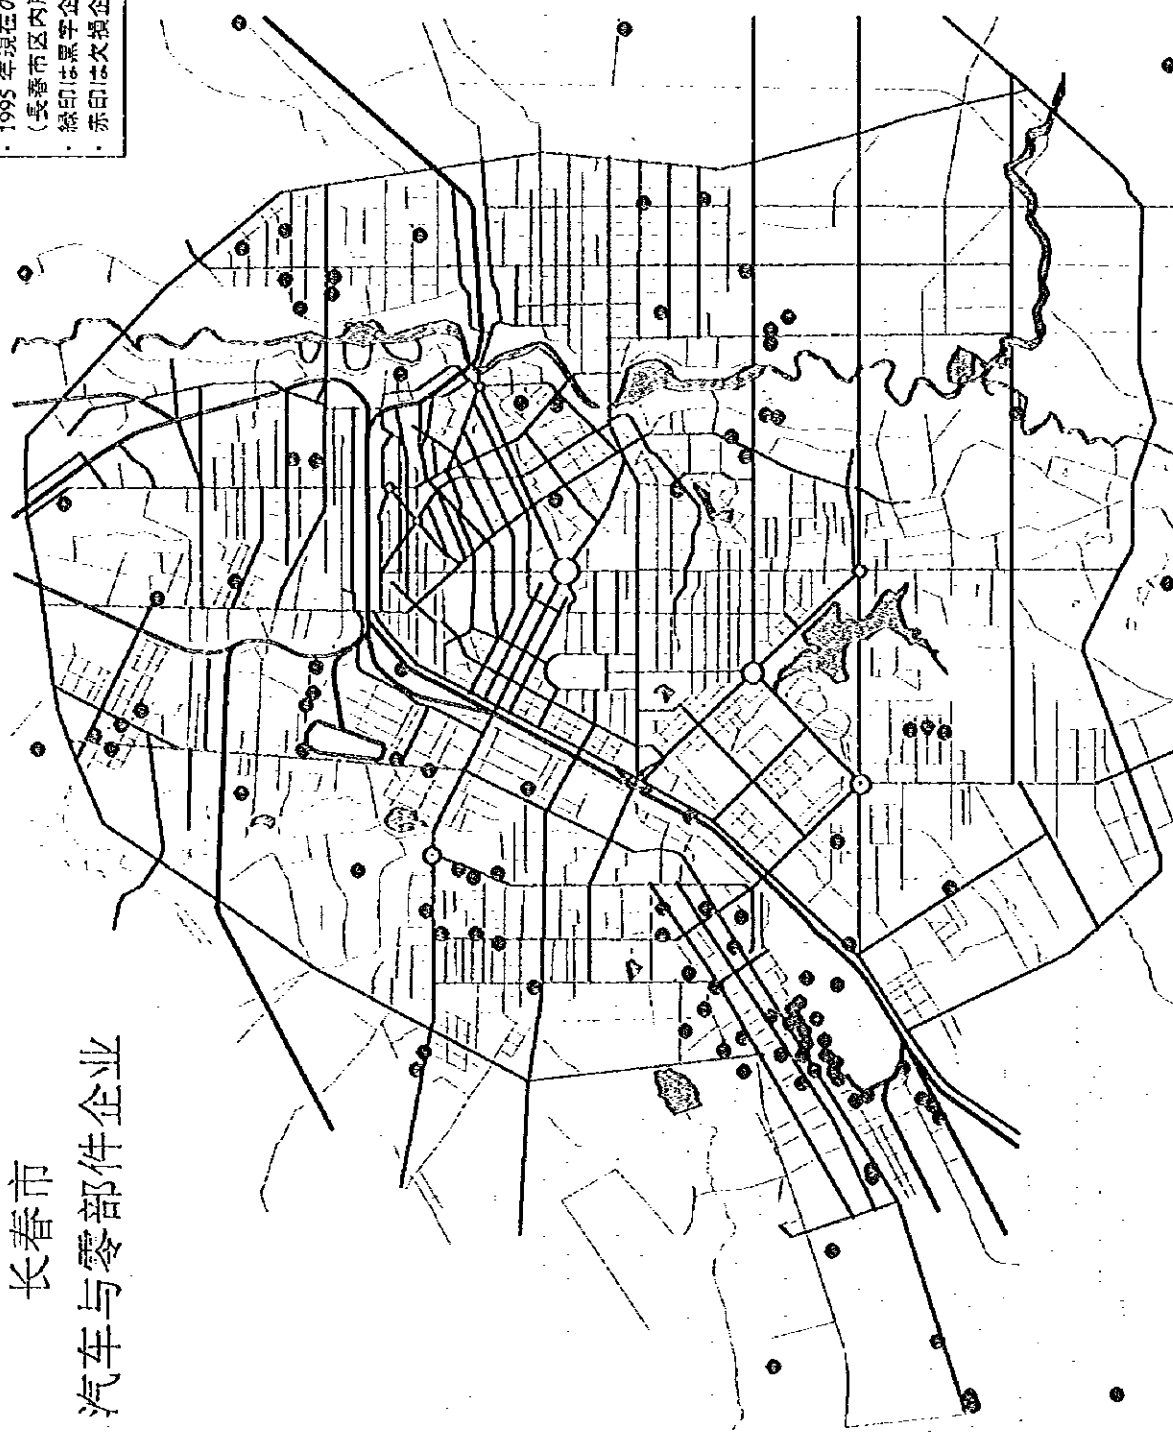 长春市
汽车与零部件企业
・1995 年現在の
(長春市区内
・緑印は黒字企
・赤印は欠損企